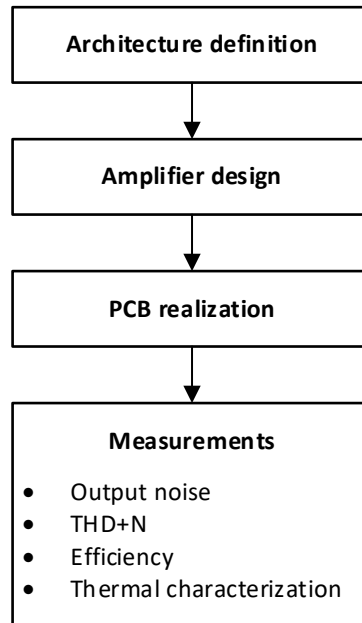 Architecture definition
Amplifier design
PCB realization
Measurements
• Output noise
• THD+N
• Efficiency
• Thermal characterization